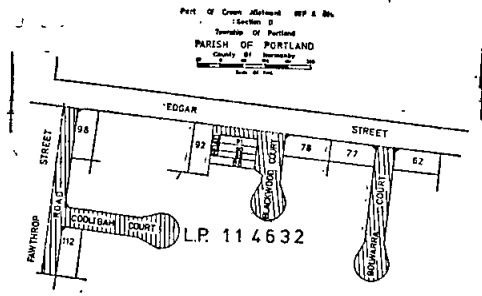 Part Of Crown Allotment
Section D
Township Of Portland
PARISH OF PORTLAND
County Of Normanby
EDGAR STREET
98
92
78
77
62
FAWTHROP ROAD STREET
BLACKWOOD COURT
BOLWARRA COURT
COOLIBAH COURT
112
L.P. 114632